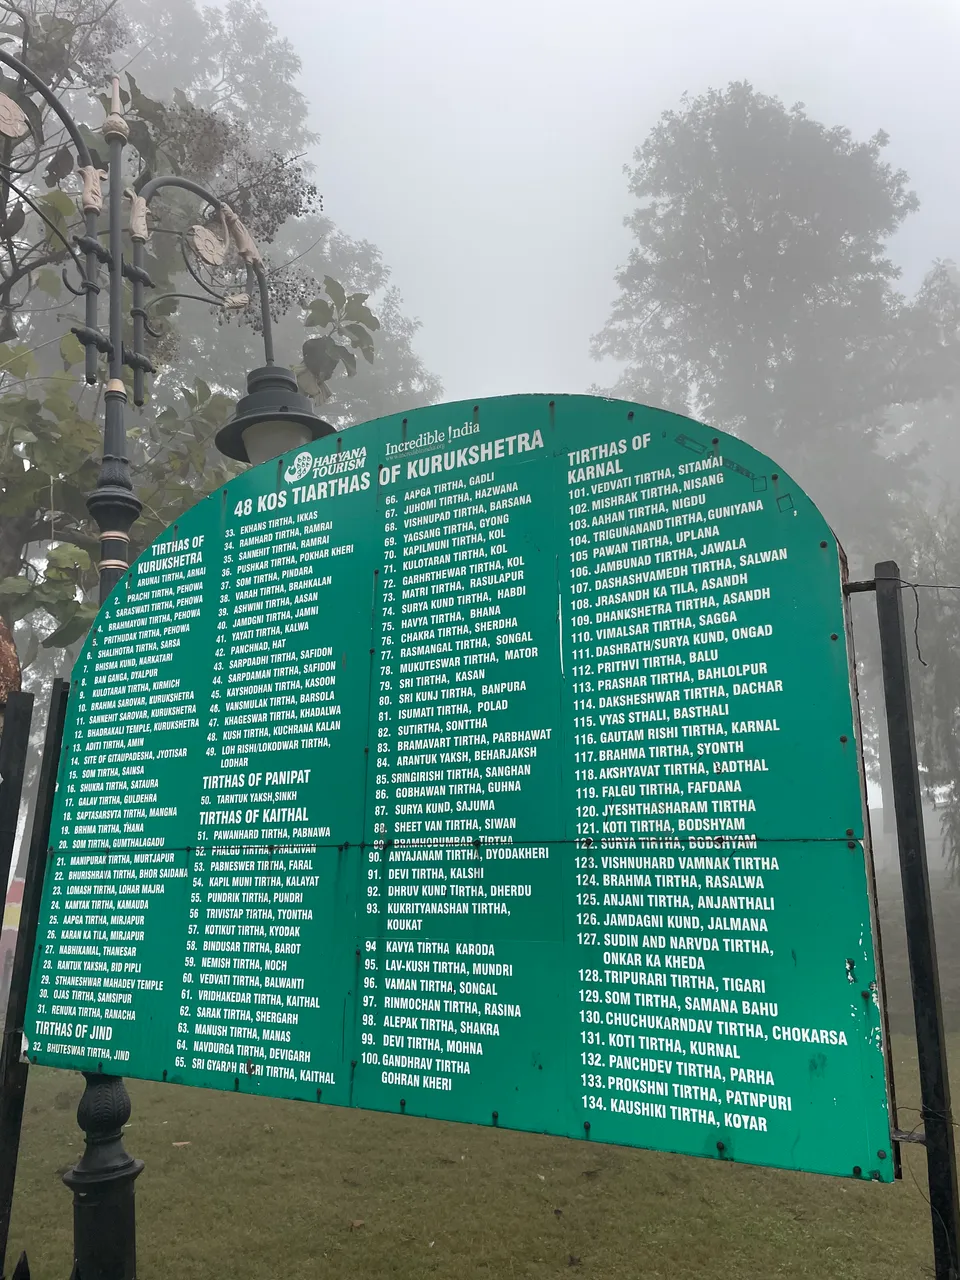 HARYANA
TOURISM
Incredible !ndia
www.incredibleindia.org
48 KOS TIARTHAS OF KURUKSHETRA
TIRTHAS OF
KURUKSHETRA
1. ARUNAI TIRTHA, ARNAI
2. PRACHI TIRTHA, PEHOWA
3. SARASWATI TIRTHA, PEHOWA
4. BRAHMAYONI TIRTHA, PEHOWA
5. PRITHUDAK TIRTHA, PEHOWA
6. SHALIHOTRA TIRTHA, SARSA
7. BHISMA KUND, NARKATARI
8. BAN GANGA, DYALPUR
9. KULOTARAN TIRTHA, KIRMICH
10. BRAHMA SAROVAR, KURUKSHETRA
11. SANNEHIT SAROVAR, KURUKSHETRA
12. BHADRAKALI TEMPLE, KURUKSHETRA
13. ADITI TIRTHA, AMIN
14. SITE OF GITAUPADESHA, JYOTISAR
15. SOM TIRTHA, SAINSA
16. SHUKRA TIRTHA, SATAURA
17. GALAV TIRTHA, GULDEHRA
18. SAPTASARSVTA TIRTHA, MANGNA
19. BRHMA TIRTHA, THANA
20. SOM TIRTHA, GUMTHALAGADU
21. MANIPURAK TIRTHA, MURTJAPUR
22. BHURISHRAVA TIRTHA, BHOR SAIDANA
23. LOMASH TIRTHA, LOHAR MAJRA
24. KAMYAK TIRTHA, KAMAUDA
25. AAPGA TIRTHA, MIRJAPUR
26. KARAN KA TILA, MIRJAPUR
27. NABHIKAMAL, THANESAR
28. RANTUK YAKSHA, BID PIPLI
29. STHANESHWAR MAHADEV TEMPLE
30. OJAS TIRTHA, SAMSIPUR
31. RENUKA TIRTHA, RANACHA
TIRTHAS OF JIND
32. BHUTESWAR TIRTHA, JIND
33. EKHANS TIRTHA, IKKAS
34. RAMHARD TIRTHA, RAMRAI
35. SANNEHIT TIRTHA, RAMRAI
36. PUSHKAR TIRTHA, POKHAR KHERI
37. SOM TIRTHA, PINDARA
38. VARAH TIRTHA, BRAHKALAN
39. ASHWINI TIRTHA, AASAN
40. JAMDGNI TIRTHA, JAMNI
41. YAYATI TIRTHA, KALWA
42. PANCHNAD, HAT
43. SARPDADHI TIRTHA, SAFIDON
44. SARPDAMAN TIRTHA, SAFIDON
45. KAYSHODHAN TIRTHA, KASOON
46. VANSMULAK TIRTHA, BARSOLA
47. KHAGESWAR TIRTHA, KHADALWA
48. KUSH TIRTHA, KUCHRANA KALAN
49. LOH RISHI/LOKODWAR TIRTHA,
LODHAR
TIRTHAS OF PANIPAT
50. TARNTUK YAKSH,SINKH
TIRTHAS OF KAITHAL
51. PAWANHARD TIRTHA, PABNAWA
52. PHALGU TIRTHA, PHALKIVAN
53. PABNESWER TIRTHA, FARAL
54. KAPIL MUNI TIRTHA, KALAYAT
55. PUNDRIK TIRTHA, PUNDRI
56 TRIVISTAP TIRTHA, TYONTHA
57. KOTIKUT TIRTHA, KYODAK
58. BINDUSAR TIRTHA, BAROT
59. NEMISH TIRTHA, NOCH
60. VEDVATI TIRTHA, BALWANTI
61. VRIDHAKEDAR TIRTHA, KAITHAL
62. SARAK TIRTHA, SHERGARH
63. MANUSH TIRTHA, MANAS
64. NAVDURGA TIRTHA, DEVIGARH
65. SRI GYARAH RUDRI TIRTHA, KAITHAL
66. AAPGA TIRTHA, GADLI
67. JUHOMI TIRTHA, HAZWANA
68. VISHNUPAD TIRTHA, BARSANA
69. YAGSANG TIRTHA, GYONG
70. KAPILMUNI TIRTHA, KOL
71. KULOTARAN TIRTHA, KOL
72. GARHRTHEWAR TIRTHA, KOL
73. MATRI TIRTHA, RASULAPUR
74. SURYA KUND TIRTHA, HABDI
75. HAVYA TIRTHA, BHANA
76. CHAKRA TIRTHA, SHERDHA
77. RASMANGAL TIRTHA, SONGAL
78. MUKUTESWAR TIRTHA, MATOR
79. SRI TIRTHA, KASAN
80. SRI KUNJ TIRTHA, BANPURA
81. ISUMATI TIRTHA, POLAD
82. SUTIRTHA, SONTTHA
83. BRAMAVART TIRTHA, PARBHAWAT
84. ARANTUK YAKSH, BEHARJAKSH
85. SRINGIRISHI TIRTHA, SANGHAN
86. GOBHAWAN TIRTHA, GUHNA
87. SURYA KUND, SAJUMA
88. SHEET VAN TIRTHA, SIWAN
89. BRAMHODUMBAR TIRTHA
90. ANYAJANAM TIRTHA, DYODAKHERI
91. DEVI TIRTHA, KALSHI
92. DHRUV KUND TIRTHA, DHERDU
93. KUKRITYANASHAN TIRTHA,
KOUKAT
94 KAVYA TIRTHA KARODA
95. LAV-KUSH TIRTHA, MUNDRI
96. VAMAN TIRTHA, SONGAL
97. RINMOCHAN TIRTHA, RASINA
98. ALEPAK TIRTHA, SHAKRA
99. DEVI TIRTHA, MOHNA
100. GANDHRAV TIRTHA
GOHRAN KHERI
TIRTHAS OF
KARNAL
101. VEDVATI TIRTHA, SITAMAI
102. MISHRAK TIRTHA, NISANG
103. AAHAN TIRTHA, NIGDU
104. TRIGUNANAND TIRTHA, GUNIYANA
105. PAWAN TIRTHA, UPLANA
106. JAMBUNAD TIRTHA, JAWALA
107. DASHASHVAMEDH TIRTHA, SALWAN
108. JRASANDH KA TILA, ASANDH
109. DHANKSHETRA TIRTHA, ASANDH
110. VIMALSAR TIRTHA, SAGGA
111. DASHRATH/SURYA KUND, ONGAD
112. PRITHVI TIRTHA, BALU
113. PRASHAR TIRTHA, BAHLOLPUR
114. DAKSHESHWAR TIRTHA, DACHAR
115. VYAS STHALI, BASTHALI
116. GAUTAM RISHI TIRTHA, KARNAL
117. BRAHMA TIRTHA, SYONTH
118. AKSHYAVAT TIRTHA, BADTHAL
119. FALGU TIRTHA, FAFDANA
120. JYESHTHASHARAM TIRTHA
121. KOTI TIRTHA, BODSHYAM
122. SURYA TIRTHA, BODSHYAM
123. VISHNUHARD VAMNAK TIRTHA
124. BRAHMA TIRTHA, RASALWA
125. ANJANI TIRTHA, ANJANTHALI
126. JAMDAGNI KUND, JALMANA
127. SUDIN AND NARVDA TIRTHA,
ONKAR KA KHEDA
128. TRIPURARI TIRTHA, TIGARI
129. SOM TIRTHA, SAMANA BAHU
130. CHUCHUKARNDAV TIRTHA, CHOKARSA
131. KOTI TIRTHA, KURNAL
132. PANCHDEV TIRTHA, PARHA
133. PROKSHNI TIRTHA, PATNPURI
134. KAUSHIKI TIRTHA, KOYAR